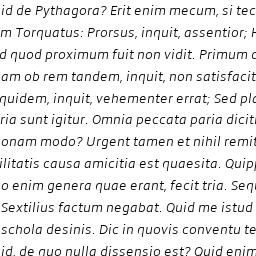 id de Pythagora? Erit enim mecum, si tec
m Torquatus: Prorsus, inquit, assentior;
d quod proximum fuit non vidit. Primum
am ob rem tandem, inquit, non satisfacit
quidem, inquit, vehementer errat; Sed pla
ria sunt igitur. Omnia peccata paria dicit
onam modo? Urgent tamen et nihil remit
ilitatis causa amicitia est quaesita. Quip
o enim genera quae erant, fecit tria. Seq
Sextilius factum negabat. Quid me istud
schola desinis. Dic in quovis conventu te
id, de quo nulla dissensio est? Quid enim